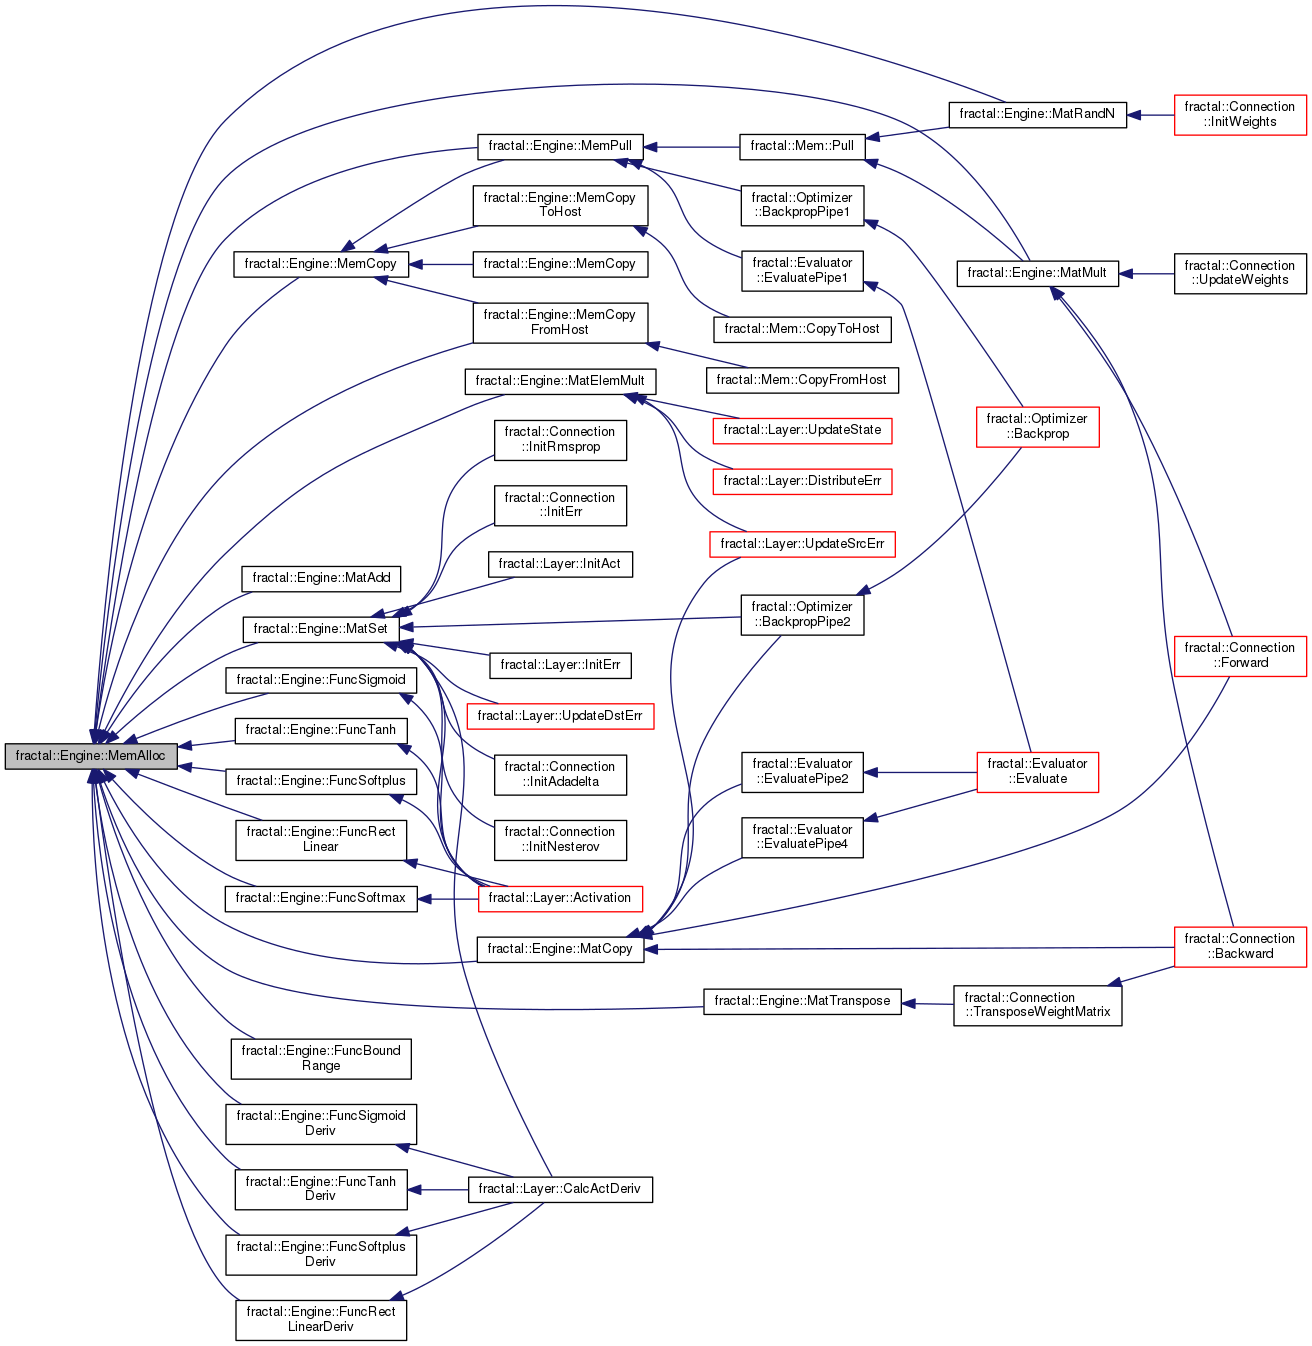 fractal::Engine::MatRandN
fractal::Connection
::InitWeights
fractal::Engine::MemPull
fractal::Mem::Pull
fractal::Engine::MemCopy
ToHost
fractal::Optimizer
::BackpropPipe1
fractal::Engine::MemCopy
fractal::Engine::MemCopy
fractal::Evaluator
::EvaluatePipe1
fractal::Engine::MatMult
fractal::Connection
::UpdateWeights
fractal::Engine::MemCopy
FromHost
fractal::Mem::CopyToHost
fractal::Engine::MatElemMult
fractal::Mem::CopyFromHost
fractal::Layer::UpdateState
fractal::Optimizer
::Backprop
fractal::Connection
::InitRmsprop
fractal::Layer::DistributeErr
fractal::Connection
::InitErr
fractal::Layer::UpdateSrcErr
fractal::Engine::MatAdd
fractal::Layer::InitAct
fractal::Engine::MatSet
fractal::Optimizer
::BackpropPipe2
fractal::Connection
::Forward
fractal::Engine::FuncSigmoid
fractal::Layer::InitErr
fractal::Layer::UpdateDstErr
fractal::Engine::FuncTanh
fractal::Engine::MemAlloc
fractal::Engine::FuncSoftplus
fractal::Connection
::InitAdadelta
fractal::Evaluator
::EvaluatePipe2
fractal::Evaluator
::Evaluate
fractal::Engine::FuncRect
Linear
fractal::Connection
::InitNesterov
fractal::Evaluator
::EvaluatePipe4
fractal::Engine::FuncSoftmax
fractal::Layer::Activation
fractal::Engine::MatCopy
fractal::Connection
::Backward
fractal::Engine::MatTranspose
fractal::Connection
::TransposeWeightMatrix
fractal::Engine::FuncBound
Range
fractal::Engine::FuncSigmoid
Deriv
fractal::Engine::FuncTanh
Deriv
fractal::Layer::CalcActDeriv
fractal::Engine::FuncSoftplus
Deriv
fractal::Engine::FuncRect
LinearDeriv